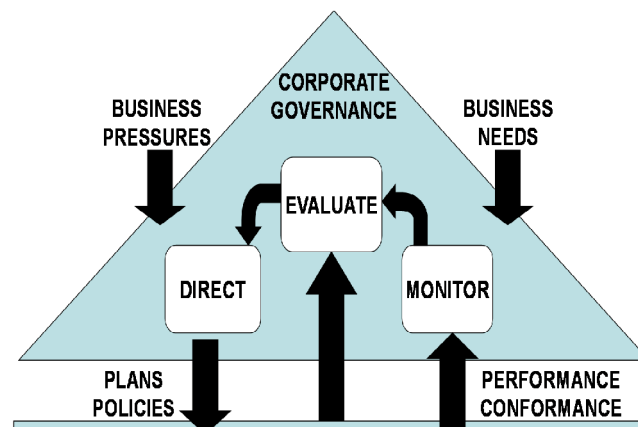 CORPORATE
GOVERNANCE
BUSINESS
PRESSURES
BUSINESS
NEEDS
EVALUATE
DIRECT
MONITOR
PLANS
POLICIES
PERFORMANCE
CONFORMANCE